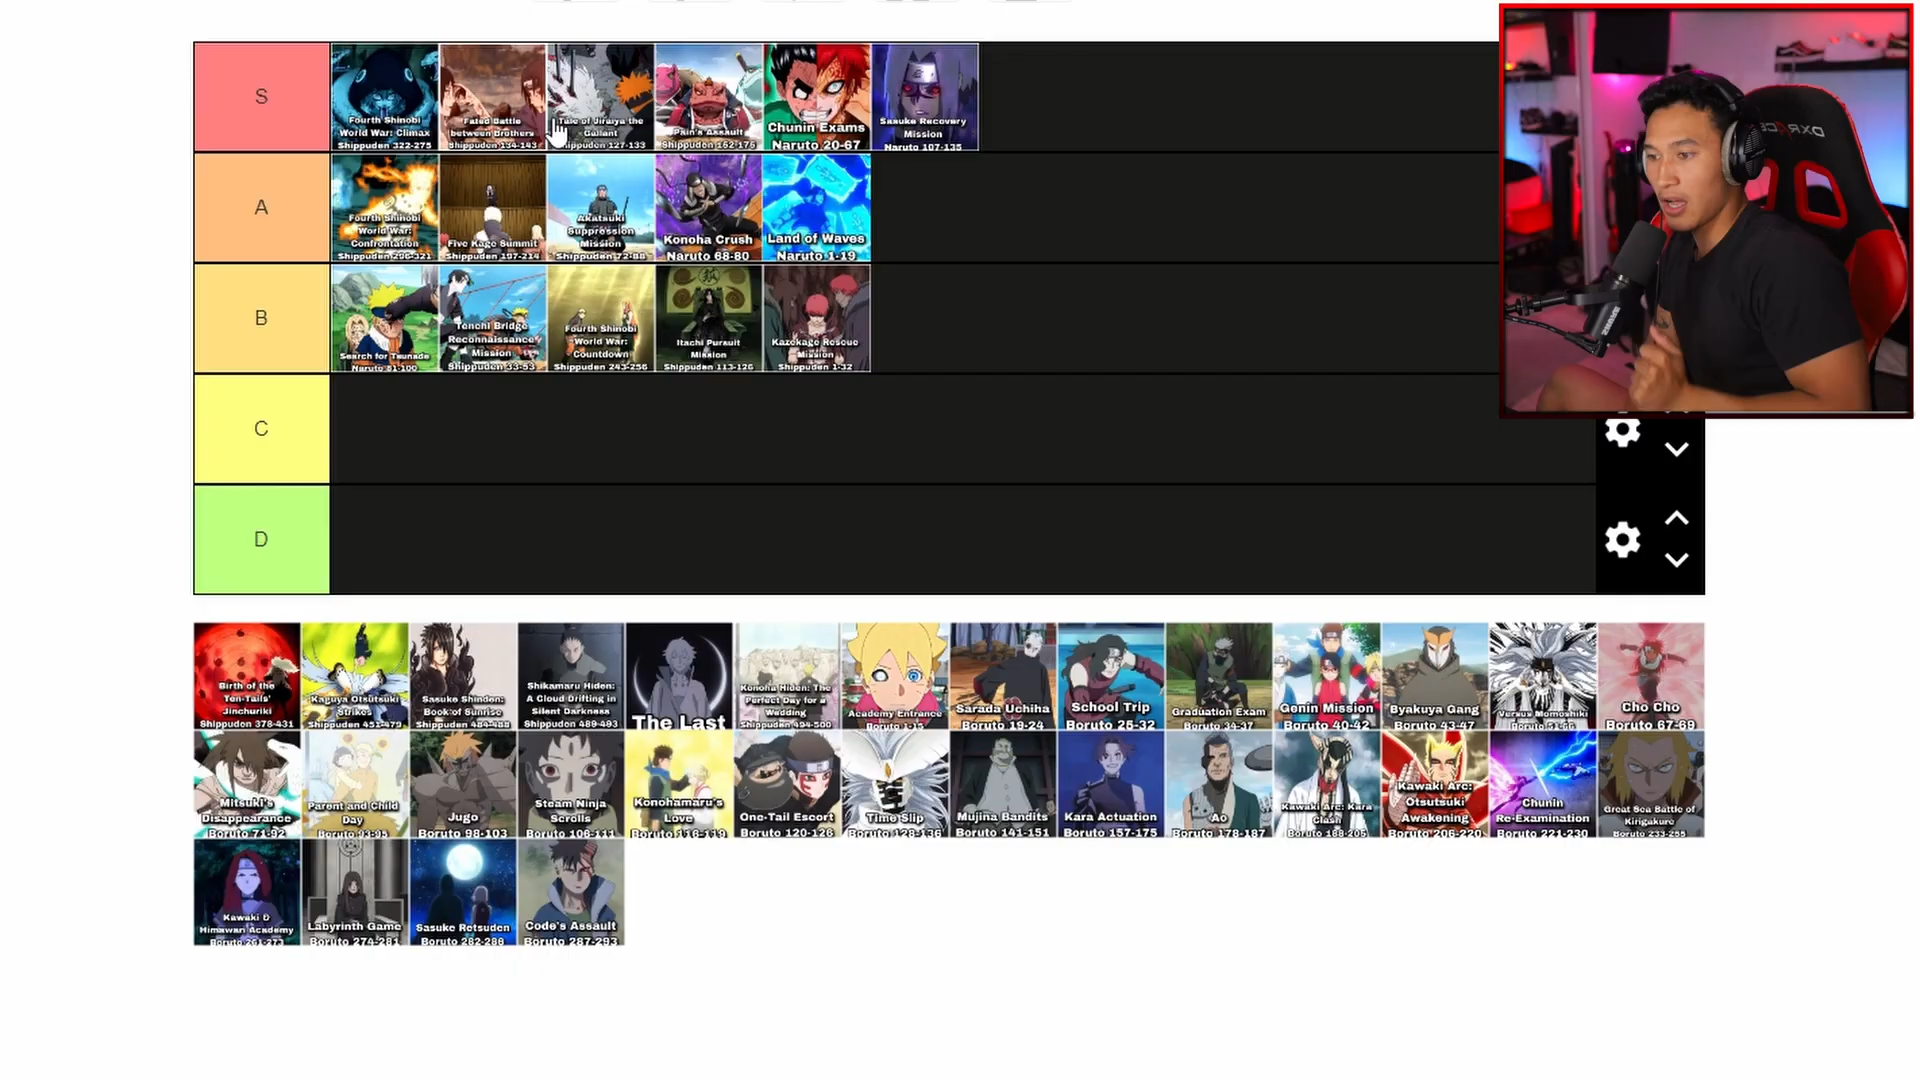 S
Fourth Shinobi
World War: Climax
Shippuden 322-275
Fated Battle
between Brothers
Shippuden 134-143
Tale of Jiraiya the
Gallant
Shippuden 127-133
Pain's Assault
Shippuden 152-175
Chunin Exams
Naruto 20-67
Sasuke Recovery
Mission
Naruto 107-135
A
Fourth Shinobi
World War:
Confrontation
Shippuden 296-321
Five Kage Summit
Shippuden 197-214
Akatsuki
Suppression
Mission
Shippuden 72-88
Konoha Crush
Naruto 68-80
Land of Waves
Naruto 1-19
B
Search for Tsunade
Naruto 81-100
Tenchi Bridge
Reconnaissance
Mission
Shippuden 33-53
Fourth Shinobi
World War:
Countdown
Shippuden 243-256
Itachi Pursuit
Mission
Shippuden 113-126
Kazekage Rescue
Mission
Shippuden 1-32
C
D
Birth of the
Ten-Tails'
Jinchuriki
Shippuden 378-431
Kaguya Otsutsuki
Strikes
Shippuden 451-479
Sasuke Shinden:
Book of Sunrise
Shippuden 484-488
Shikamaru Hiden:
A Cloud Drifting in
Silent Darkness
Shippuden 489-493
The Last
Konoha Hiden: The
Perfect Day for a
Wedding
Shippuden 494-500
Academy Entrance
Boruto 1-15
Sarada Uchiha
Boruto 19-24
School Trip
Boruto 25-32
Graduation Exam
Boruto 34-37
Genin Mission
Boruto 40-42
Byakuya Gang
Boruto 43-47
Versus Momoshiki
Boruto 51-66
Cho Cho
Boruto 67-69
Mitsuki's
Disappearance
Boruto 71-92
Parent and Child
Day
Boruto 93-95
Jugo
Boruto 98-103
Steam Ninja
Scrolls
Boruto 106-111
Konohamaru's
Love
Boruto 116-119
One-Tail Escort
Boruto 120-126
Time Slip
Boruto 128-136
Mujina Bandits
Boruto 141-151
Kara Actuation
Boruto 157-175
Ao
Boruto 178-187
Kawaki Arc: Kara
Clash
Boruto 188-205
Kawaki Arc:
Otsutsuki
Awakening
Boruto 206-220
Chunin
Re-Examination
Boruto 221-230
Great Sea Battle of
Kirigakure
Boruto 233-255
Kawaki &
Himawari Academy
Boruto 261-273
Labyrinth Game
Boruto 274-281
Sasuke Retsuden
Boruto 282-286
Code's Assault
Boruto 287-293
DXRACER
SHURE